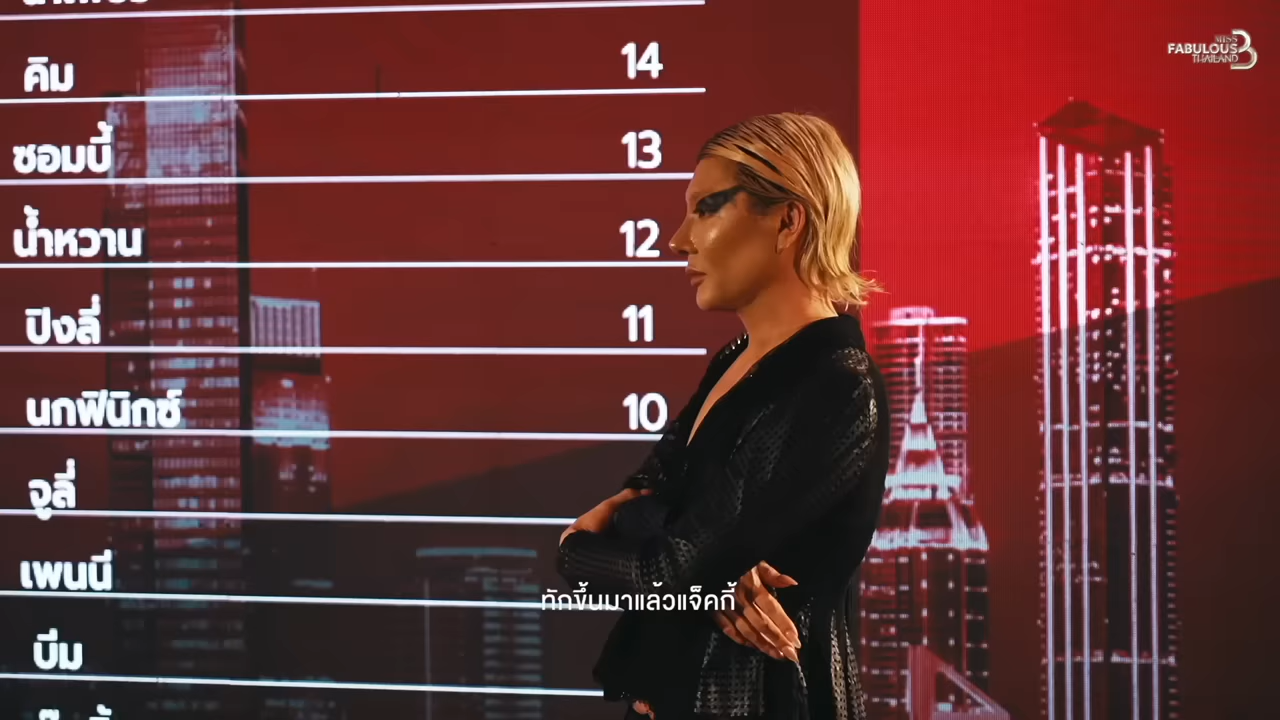 MISS
FABULOUS
THAILAND
3
คิม 14
ซอมบี้ 13
น้ำหวาน 12
ปิงลี่ 11
นกฟินิกซ์ 10
จูลี่
เพนนี
บีม
ทักขึ้นมาแล้วแจ็คกี้